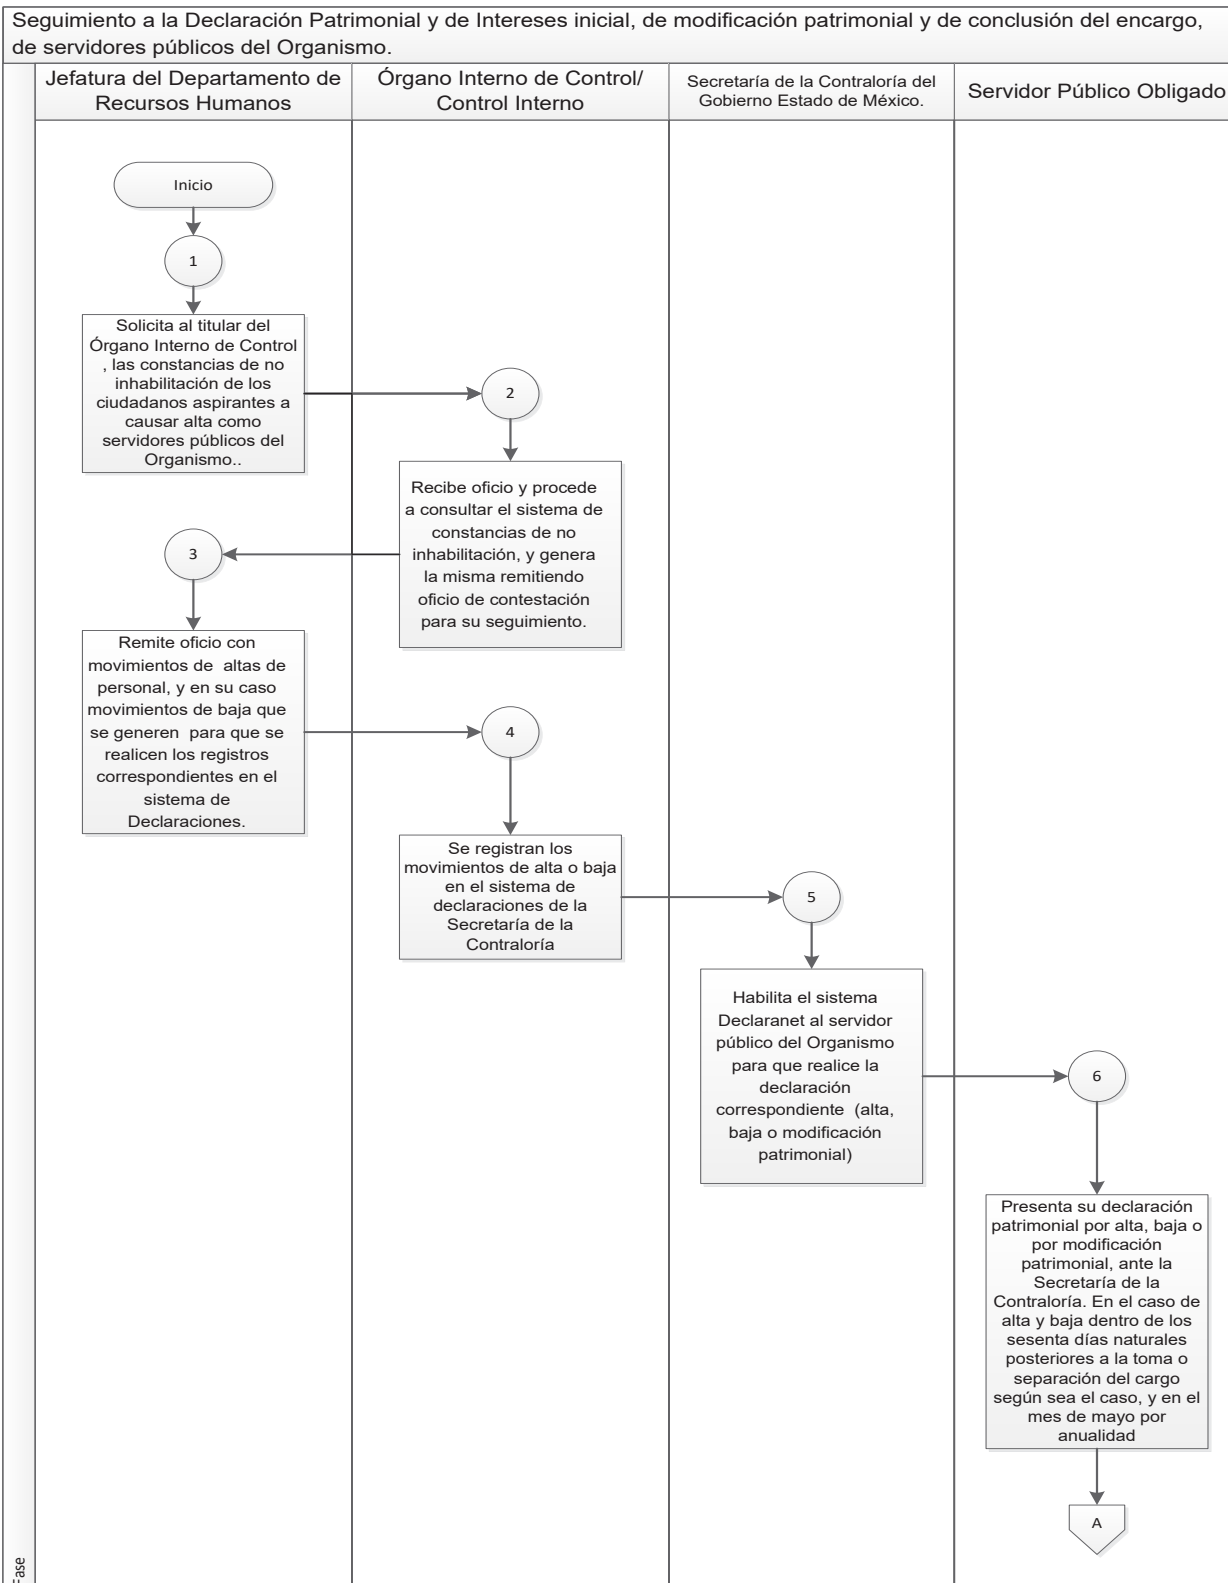 Seguimiento a la Declaración Patrimonial y de Intereses inicial, de modificación patrimonial y de conclusión del encargo,
de servidores públicos del Organismo.
Jefatura del Departamento de
Recursos Humanos
Órgano Interno de Control/
Control Interno
Secretaría de la Contraloría del
Gobierno Estado de México.
Servidor Público Obligado
Inicio
1
Solicita al titular del
Órgano Interno de Control
, las constancias de no
inhabilitación de los
ciudadanos aspirantes a
causar alta como
servidores públicos del
Organismo..
2
Recibe oficio y procede
a consultar el sistema de
constancias de no
inhabilitación, y genera
la misma remitiendo
oficio de contestación
para su seguimiento.
3
Remite oficio con
movimientos de  altas de
personal, y en su caso
movimientos de baja que
se generen  para que se
realicen los registros
correspondientes en el
sistema de
Declaraciones.
4
Se registran los
movimientos de alta o baja
en el sistema de
declaraciones de la
Secretaría de la
Contraloría
5
Habilita el sistema
Declaranet al servidor
público del Organismo
para que realice la
declaración
correspondiente  (alta,
baja o modificación
patrimonial)
6
Presenta su declaración
patrimonial por alta, baja o
por modificación
patrimonial, ante la
Secretaría de la
Contraloría. En el caso de
alta y baja dentro de los
sesenta días naturales
posteriores a la toma o
separación del cargo
según sea el caso, y en el
mes de mayo por
anualidad
A
Fase